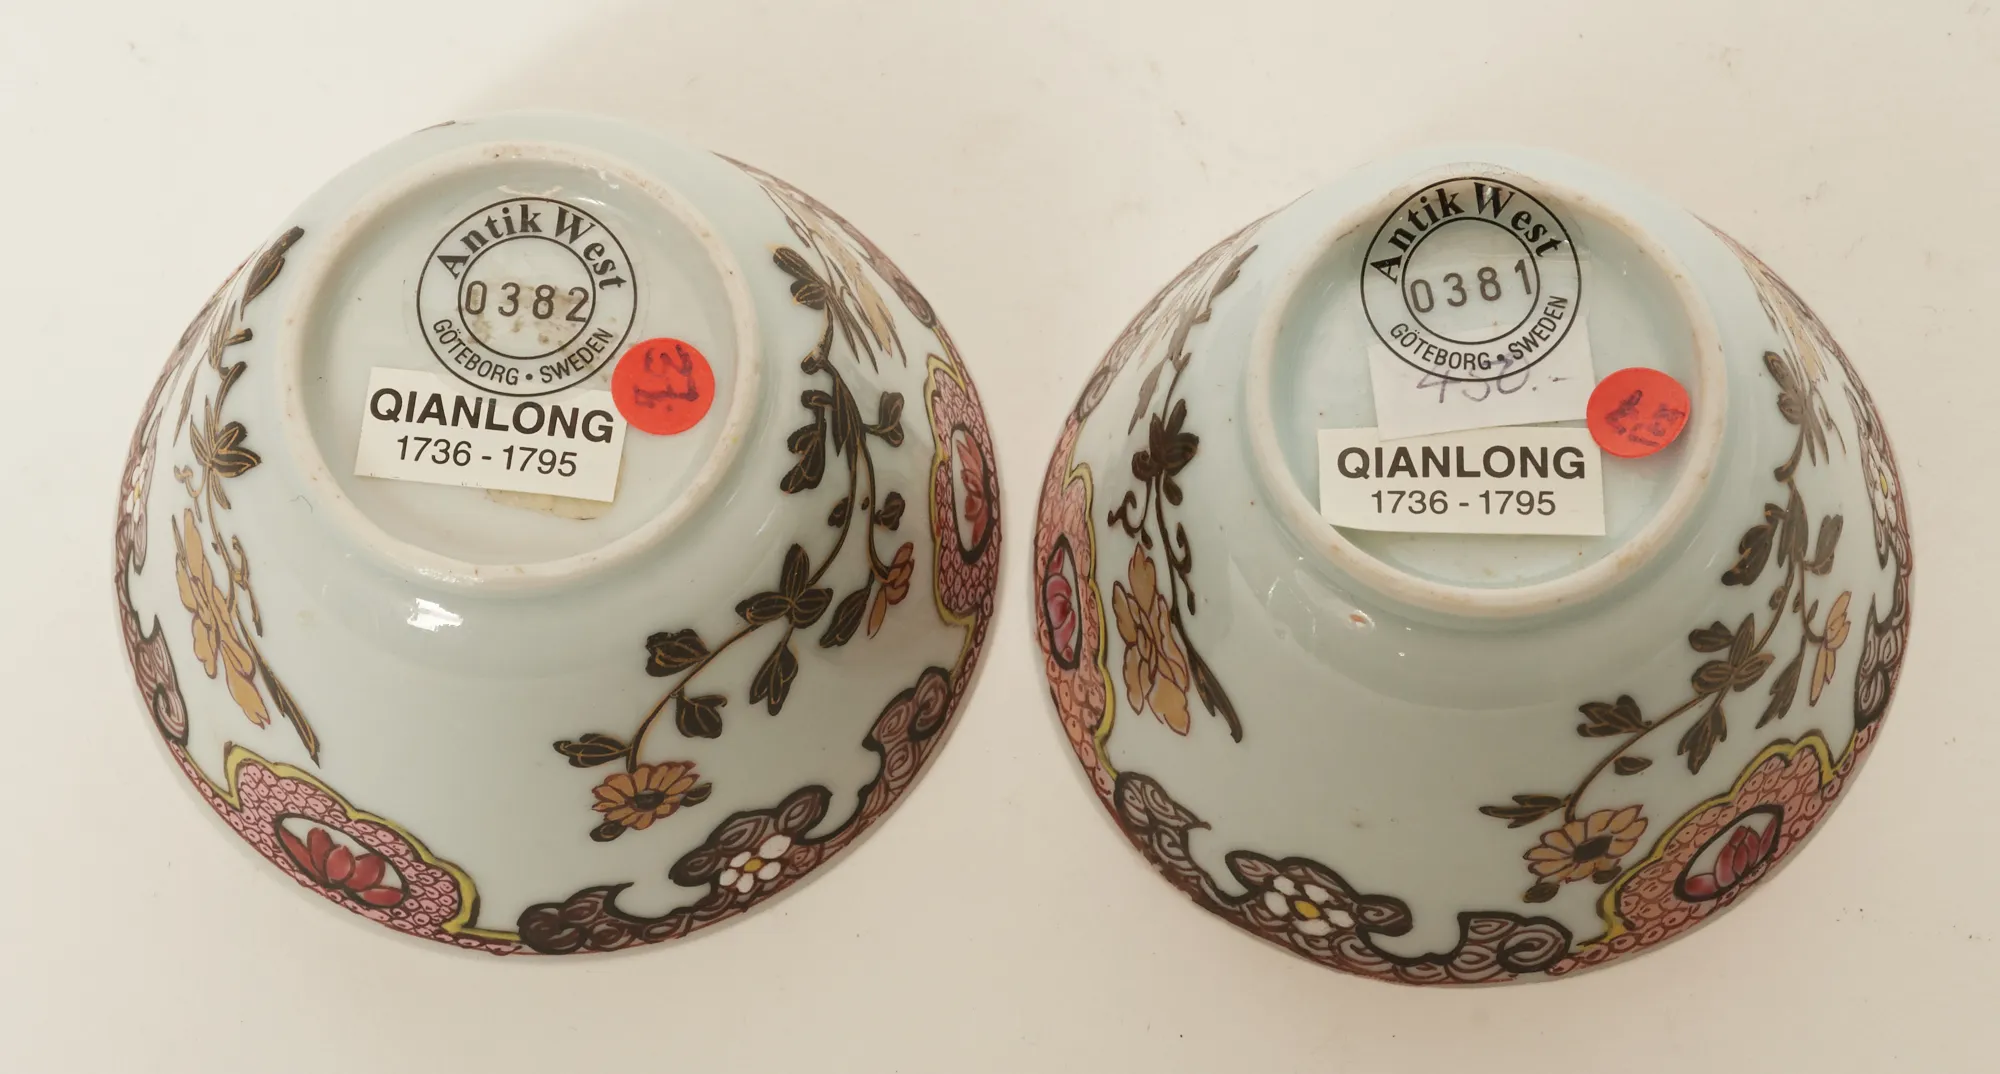 Antik West
0382
GÖTEBORG • SWEDEN
QIANLONG
1736 - 1795
Antik West
0381
GÖTEBORG • SWEDEN
450.-
QIANLONG
1736 - 1795